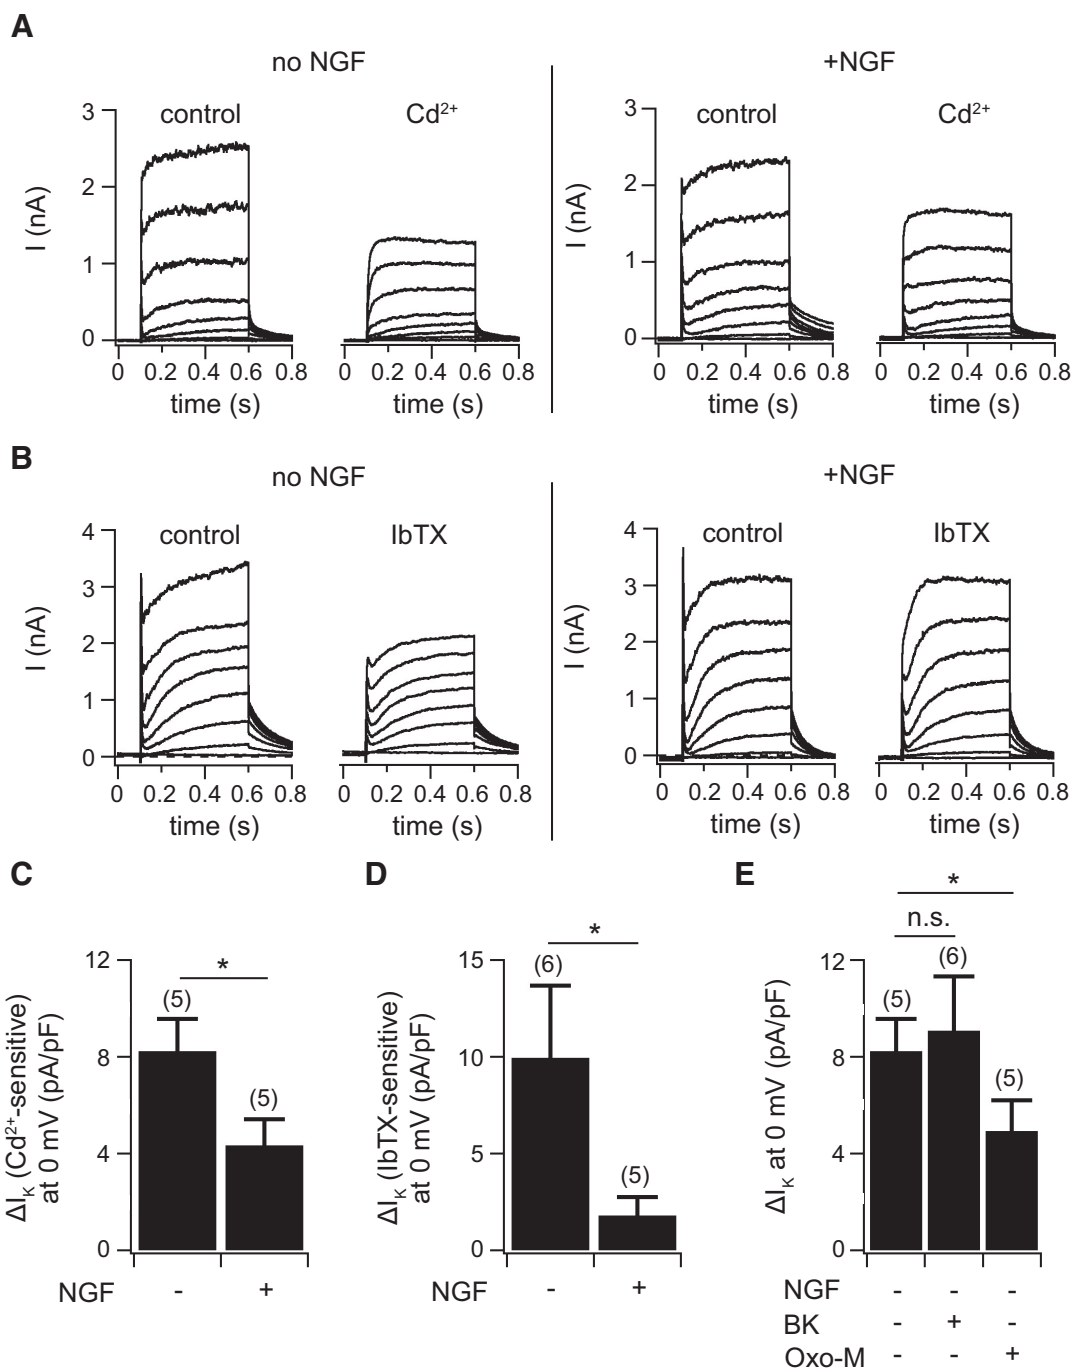 A
no NGF
+NGF
control
Cd²⁺
control
Cd²⁺
I (nA)
3
2
1
0
0 0.2 0.4 0.6 0.8
time (s)
0 0.2 0.4 0.6 0.8
time (s)
I (nA)
3
2
1
0
0 0.2 0.4 0.6 0.8
time (s)
0 0.2 0.4 0.6 0.8
time (s)
B
no NGF
+NGF
control
IbTX
control
IbTX
I (nA)
4
3
2
1
0
0 0.2 0.4 0.6 0.8
time (s)
0 0.2 0.4 0.6 0.8
time (s)
I (nA)
4
3
2
1
0
0 0.2 0.4 0.6 0.8
time (s)
0 0.2 0.4 0.6 0.8
time (s)
C
ΔIK (Cd²⁺-sensitive)
at 0 mV (pA/pF)
12
8
4
0
*
(5)
(5)
NGF - +
D
ΔIK (IbTX-sensitive)
at 0 mV (pA/pF)
15
10
5
0
*
(6)
(5)
NGF - +
E
ΔIK at 0 mV (pA/pF)
12
8
4
0
*
n.s.
(5)
(6)
(5)
NGF - - -
BK - + -
Oxo-M - - +